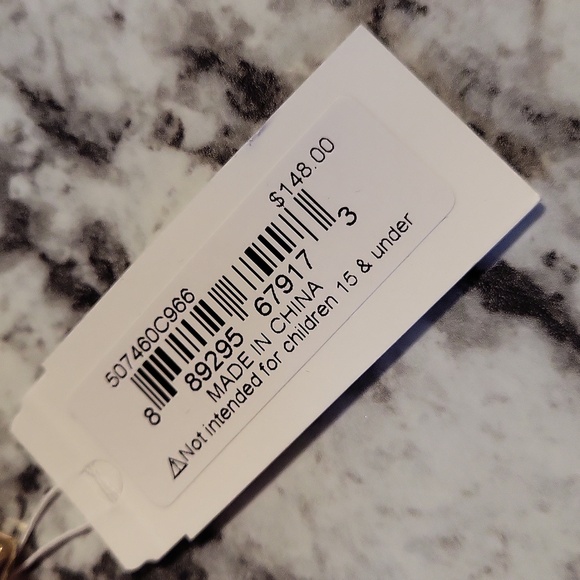 $148.00
507460C966
8 89295 67917 3
MADE IN CHINA
⚠Not intended for children 15 & under